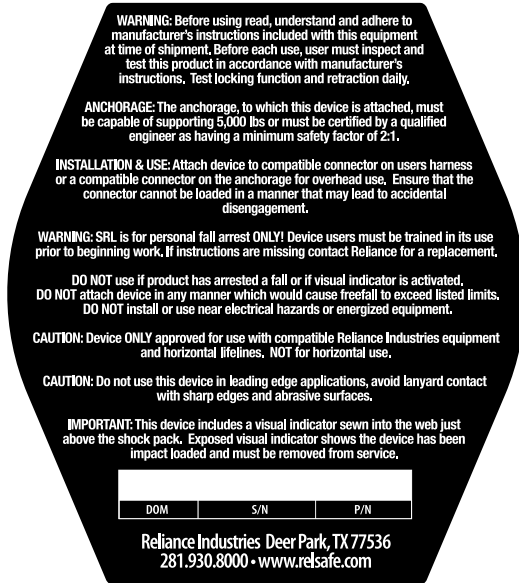 WARNING: Before using read, understand and adhere to
manufacturer's instructions included with this equipment
at time of shipment. Before each use, user must inspect and
test this product in accordance with manufacturer's
instructions. Test locking function and retraction daily.
ANCHORAGE: The anchorage, to which this device is attached, must
be capable of supporting 5,000 lbs or must be certified by a qualified
engineer as having a minimum safety factor of 2:1.
INSTALLATION & USE: Attach device to compatible connector on users harness
or a compatible connector on the anchorage for overhead use. Ensure that the
connector cannot be loaded in a manner that may lead to accidental
disengagement.
WARNING: SRL is for personal fall arrest ONLY! Device users must be trained in its use
prior to beginning work. If instructions are missing contact Reliance for a replacement.
DO NOT use if product has arrested a fall or if visual indicator is activated.
DO NOT attach device in any manner which would cause freefall to exceed listed limits.
DO NOT install or use near electrical hazards or energized equipment.
CAUTION: Device ONLY approved for use with compatible Reliance Industries equipment
and horizontal lifelines. NOT for horizontal use.
CAUTION: Do not use this device in leading edge applications, avoid lanyard contact
with sharp edges and abrasive surfaces.
IMPORTANT: This device includes a visual indicator sewn into the web just
above the shock pack. Exposed visual indicator shows the device has been
impact loaded and must be removed from service.
DOM S/N P/N
Reliance Industries Deer Park, TX 77536
281.930.8000 • www.relsafe.com